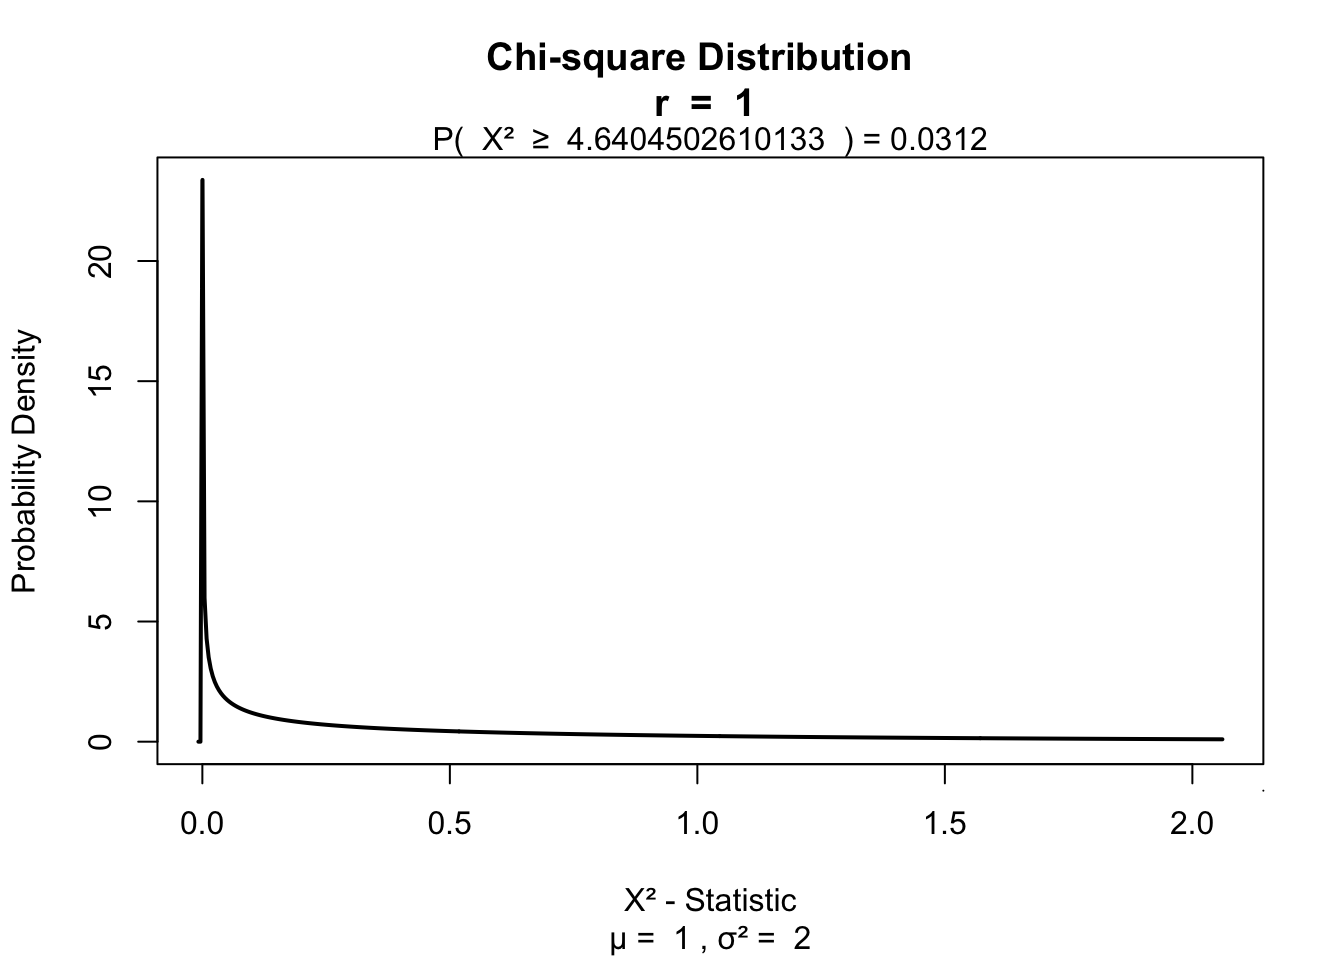 Chi-square Distribution
r = 1
P( X² ≥ 4.6404502610133 ) = 0.0312
Probability Density
20
15
10
5
0
0.0 0.5 1.0 1.5 2.0
X² - Statistic
μ = 1 , σ² = 2